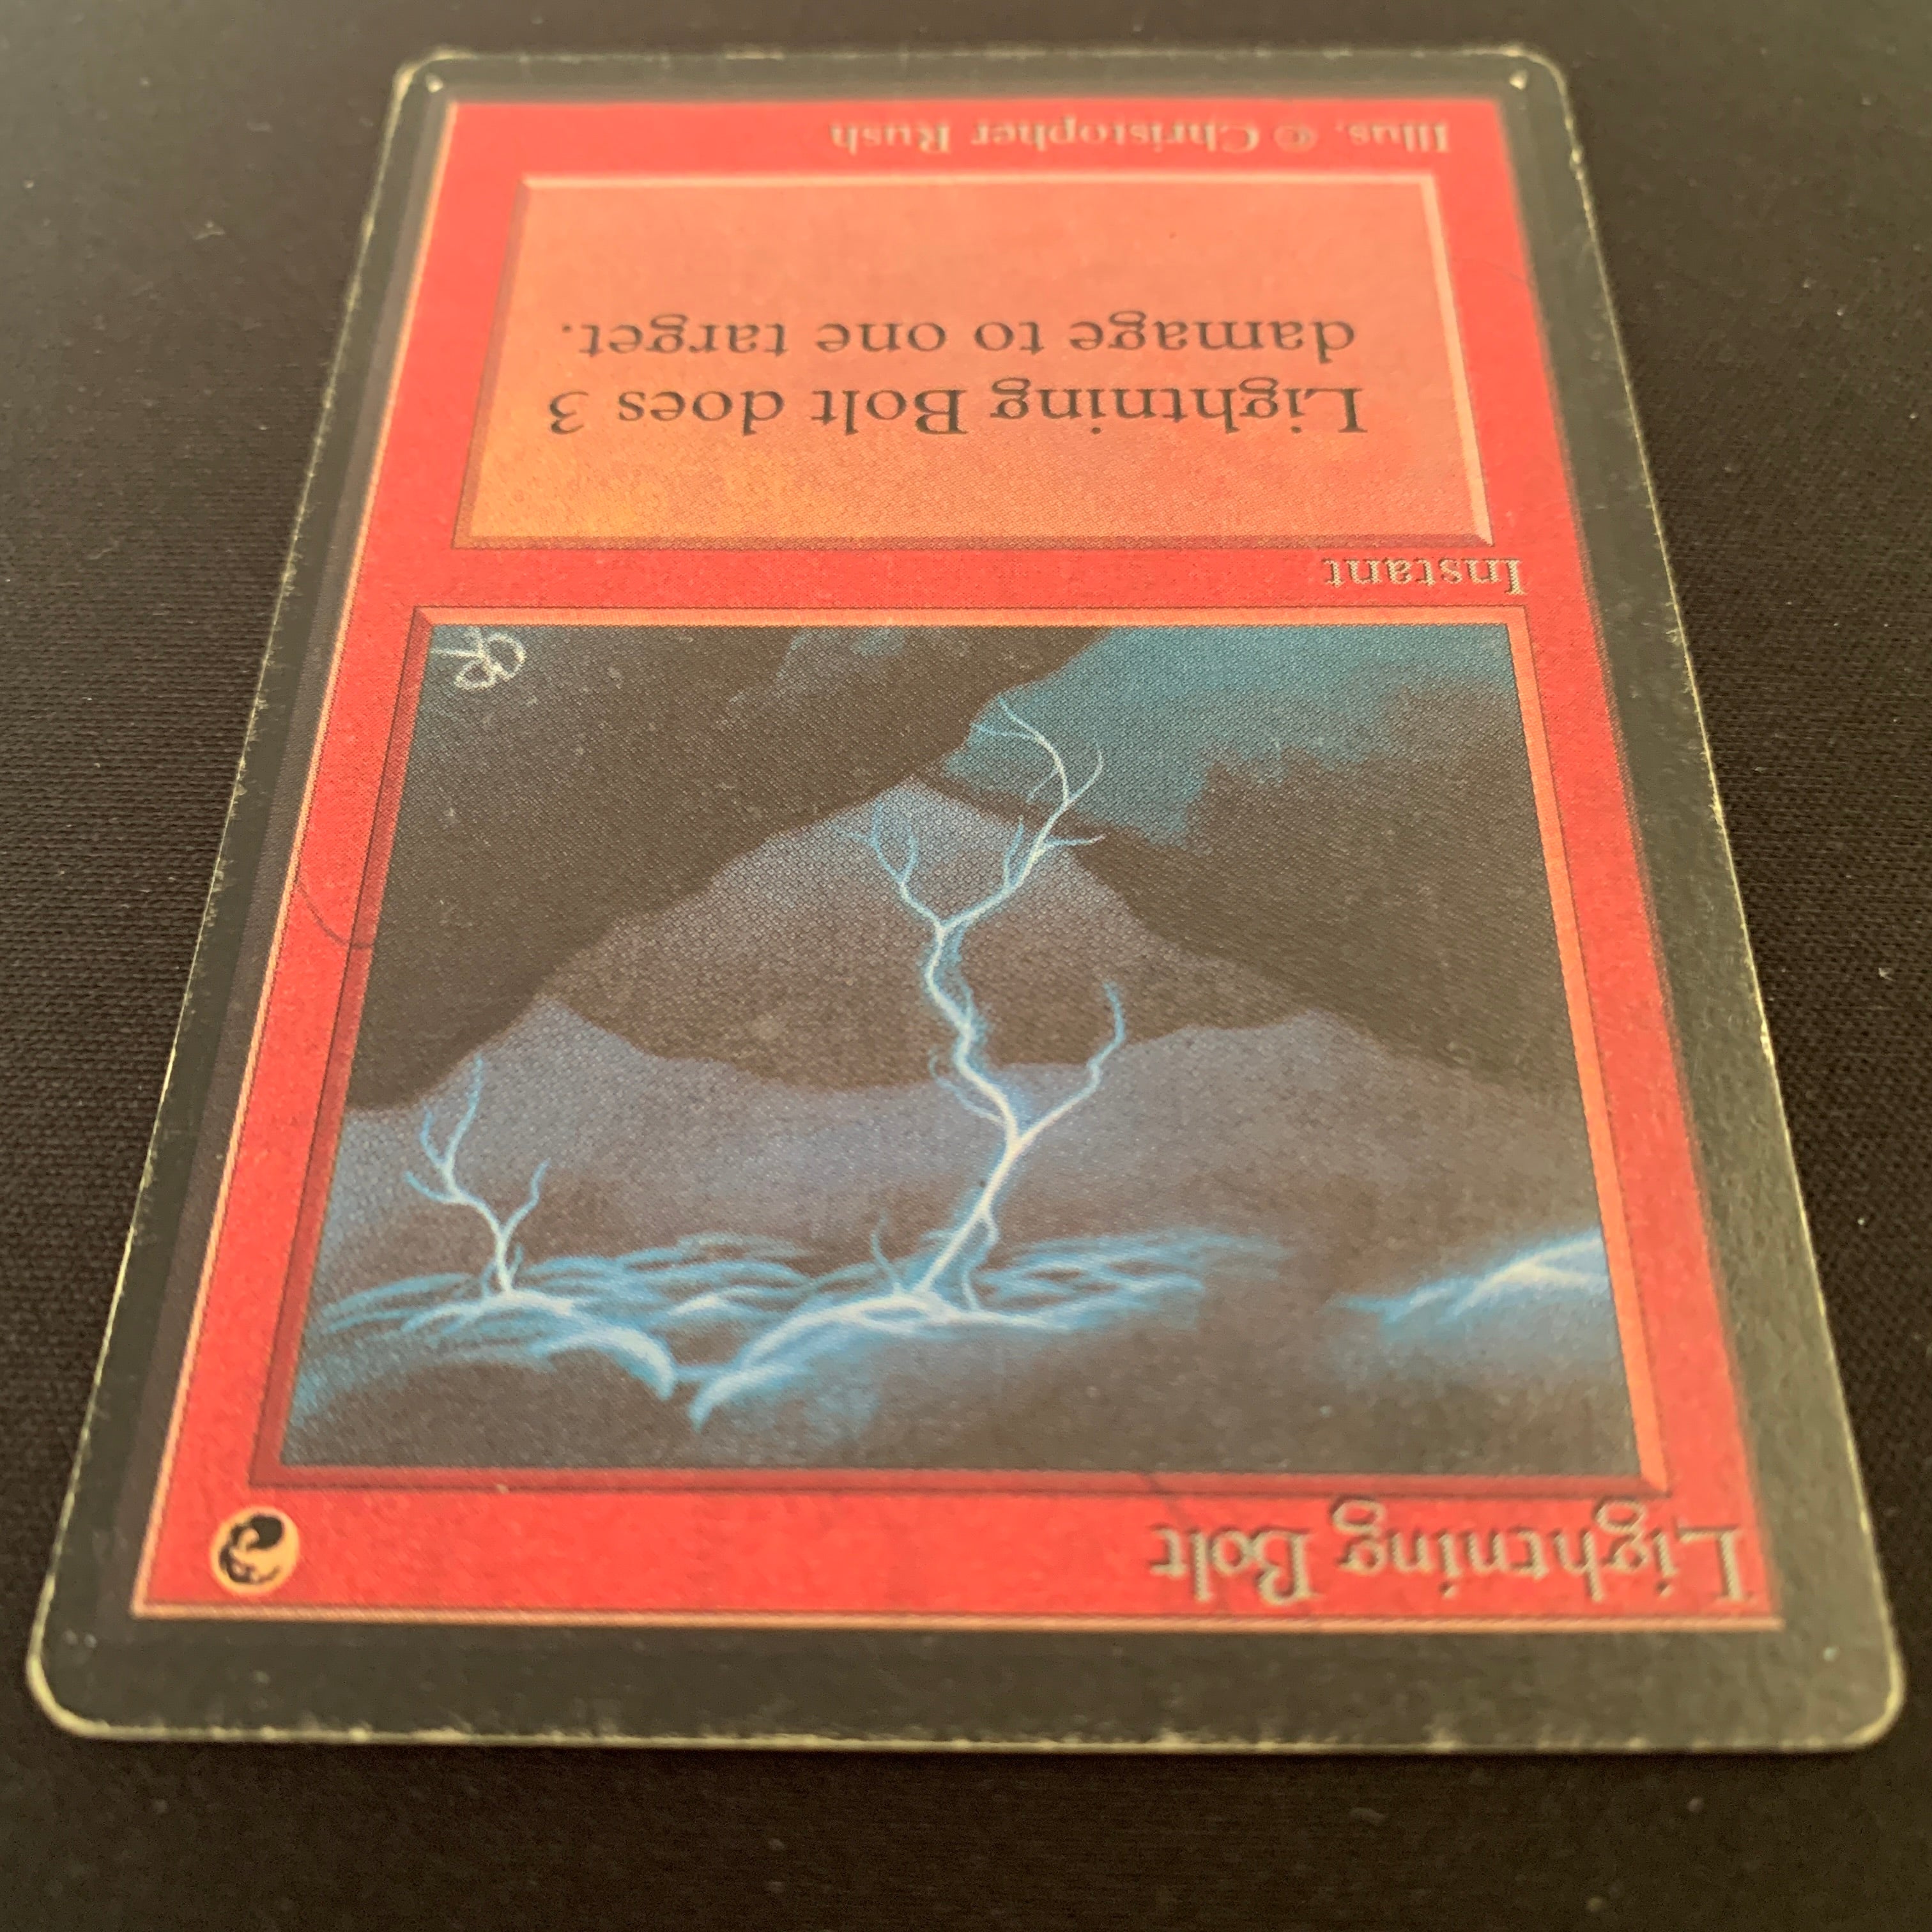 Lightning Bolt
Instant
Lightning Bolt does 3
damage to one target.
Illus. © Christopher Rush